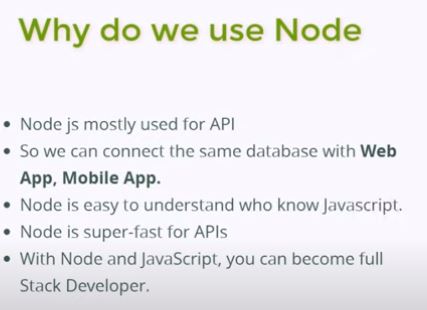 Why do we use Node
• Node js mostly used for API
• So we can connect the same database with Web
App, Mobile App.
• Node is easy to understand who know Javascript.
• Node is super-fast for APIs
• With Node and JavaScript, you can become full
Stack Developer.